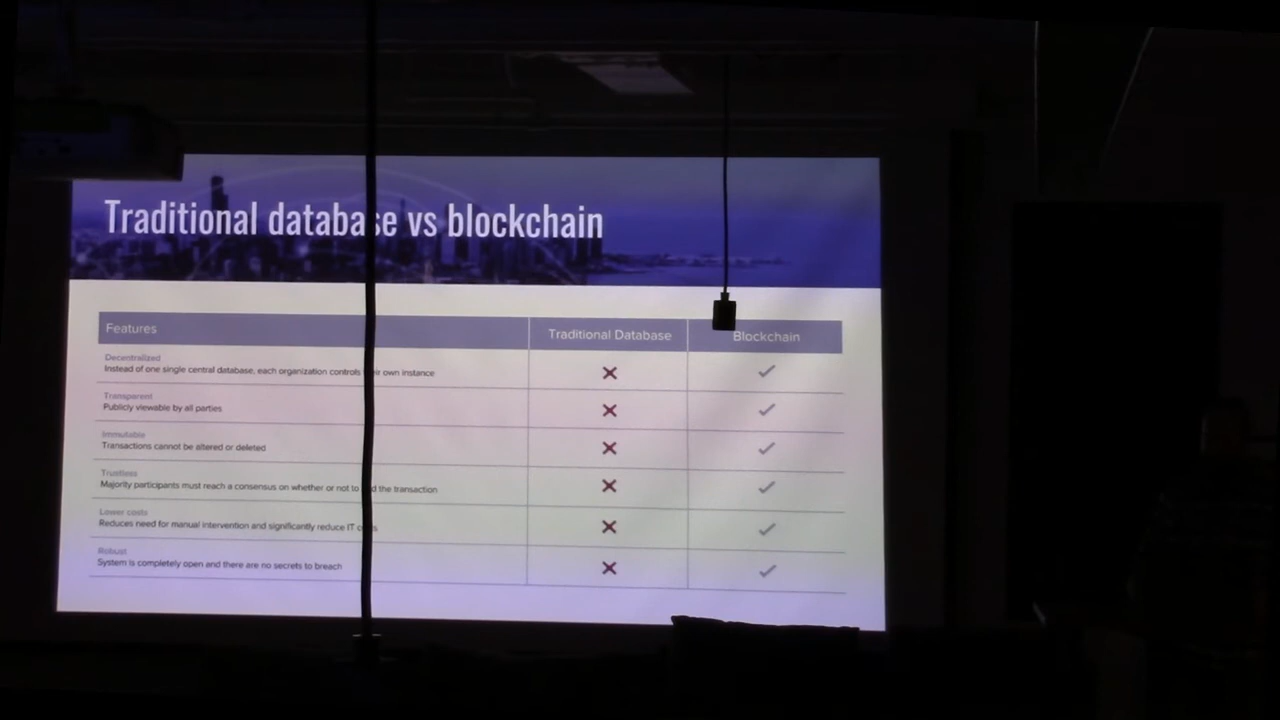 Traditional database vs blockchain
Features
Traditional Database
Blockchain
Decentralized
Instead of one single central database, each organization controls own instance
Transparent
Publicly viewable by all parties
Immutable
Transactions cannot be altered or deleted
Trustless
Majority participants must reach a consensus on whether or not to the transaction
Lower costs
Reduces need for manual intervention and significantly reduce IT
Robust
System is completely open and there are no secrets to breach